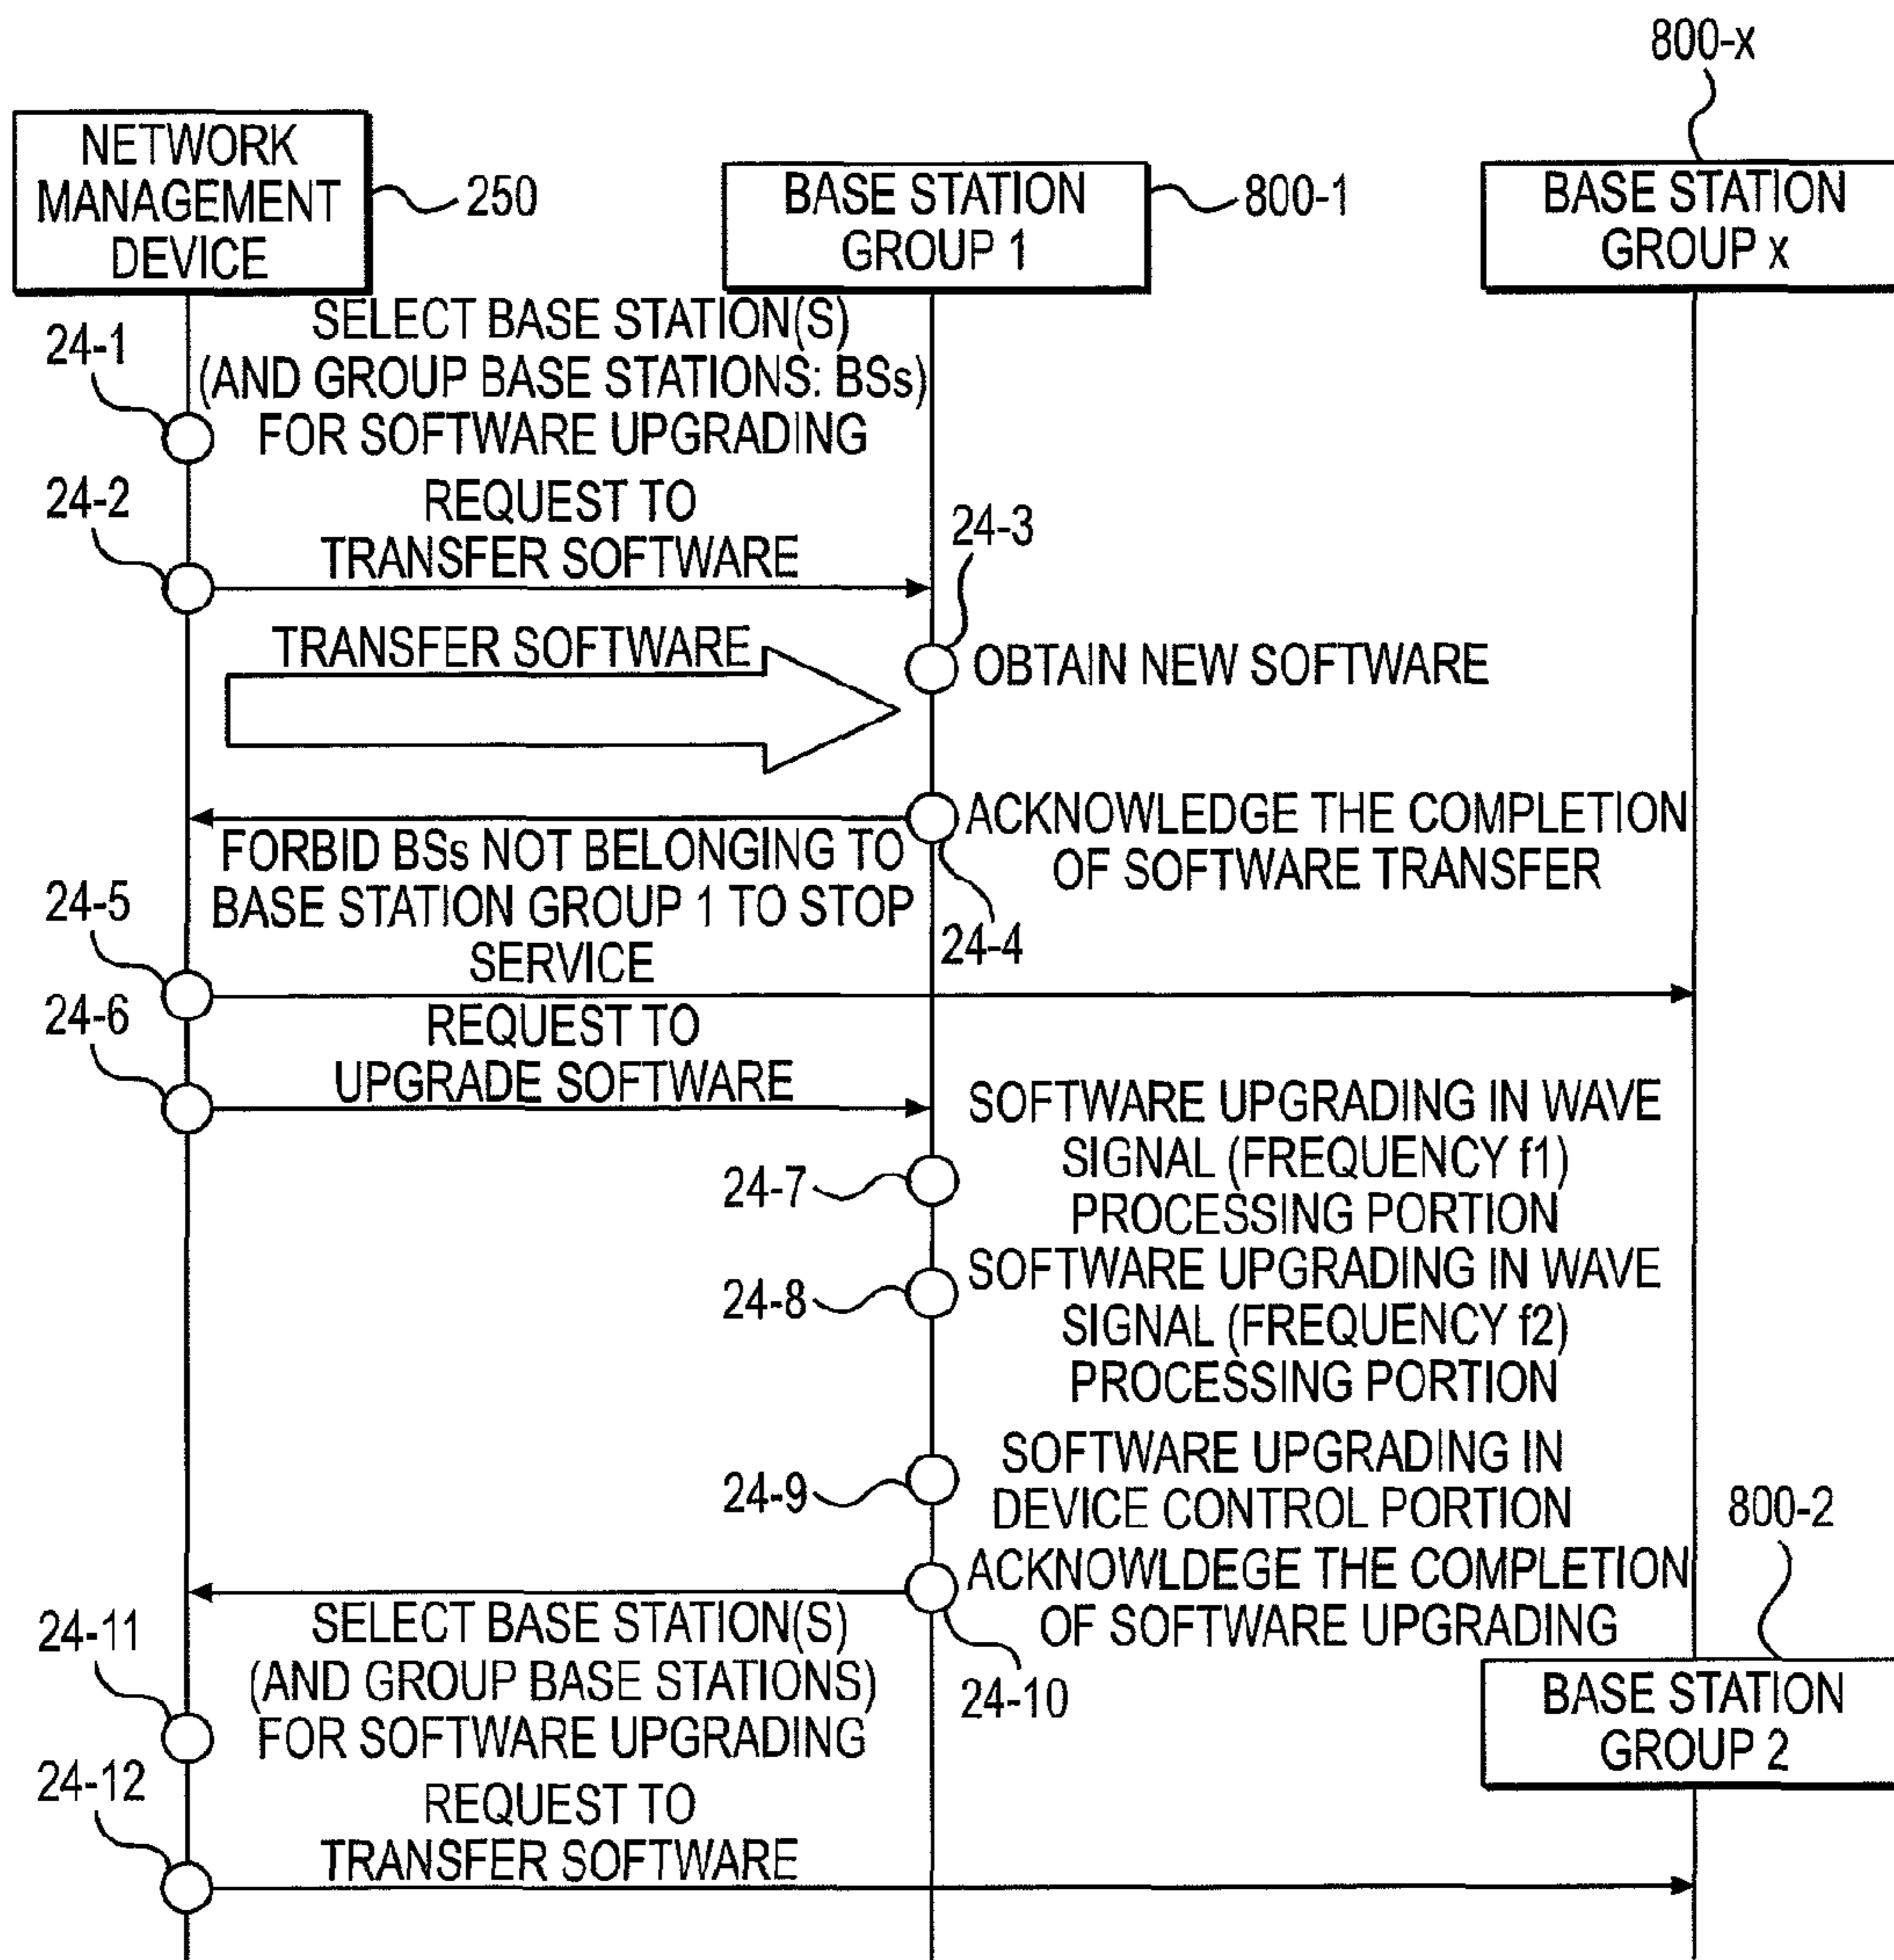 800-x
NETWORK
MANAGEMENT
DEVICE
250
BASE STATION
GROUP 1
800-1
BASE STATION
GROUP x
24-1
SELECT BASE STATION(S)
(AND GROUP BASE STATIONS: BSs)
FOR SOFTWARE UPGRADING
24-2
REQUEST TO
TRANSFER SOFTWARE
24-3
TRANSFER SOFTWARE
OBTAIN NEW SOFTWARE
ACKNOWLEDGE THE COMPLETION
OF SOFTWARE TRANSFER
24-4
FORBID BSs NOT BELONGING TO
BASE STATION GROUP 1 TO STOP
SERVICE
24-5
24-6
REQUEST TO
UPGRADE SOFTWARE
24-7
SOFTWARE UPGRADING IN WAVE
SIGNAL (FREQUENCY f1)
PROCESSING PORTION
24-8
SOFTWARE UPGRADING IN WAVE
SIGNAL (FREQUENCY f2)
PROCESSING PORTION
24-9
SOFTWARE UPGRADING IN
DEVICE CONTROL PORTION
800-2
ACKNOWLDEGE THE COMPLETION
OF SOFTWARE UPGRADING
24-10
24-11
SELECT BASE STATION(S)
(AND GROUP BASE STATIONS)
FOR SOFTWARE UPGRADING
BASE STATION
GROUP 2
24-12
REQUEST TO
TRANSFER SOFTWARE